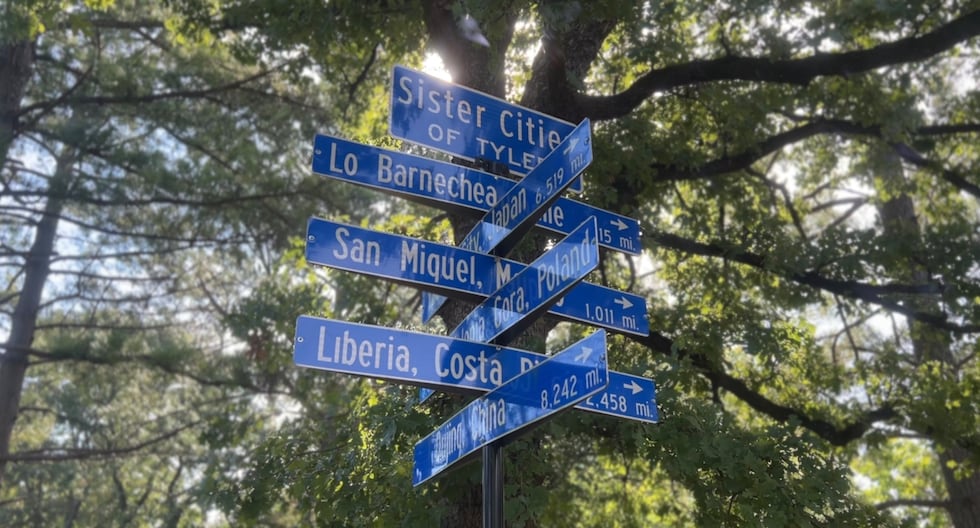 Sister Citie
OF TYLE
Lo Barnechea
15 mi.
Japan 6,519 mi.
San Miquel, M
1,011 mi.
Gora, Poland
Liberia, Costa
2,458 mi.
China 8,242 mi.